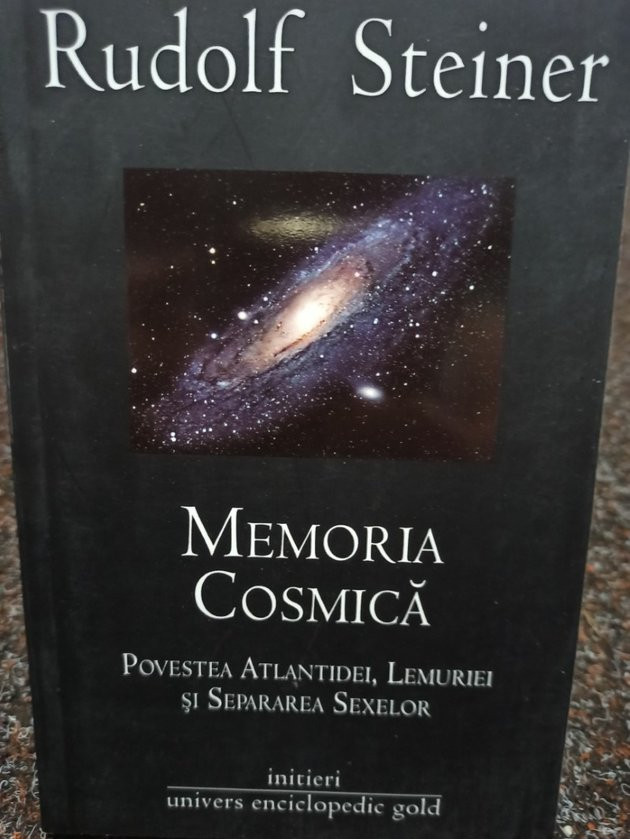 Rudolf Steiner
MEMORIA
COSMICĂ
POVESTEA ATLANTIDEI, LEMURIEI
ŞI SEPARAREA SEXELOR
initieri
univers enciclopedic gold